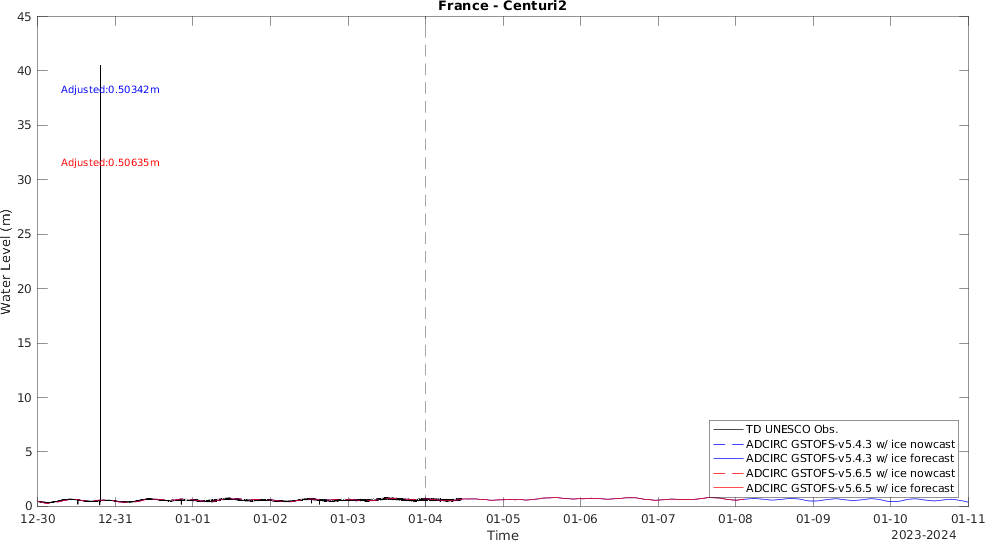 France - Centuri2
45
40
35
30
25
20
15
10
5
0
Water Level (m)
Adjusted:0.50342m
Adjusted:0.50635m
TD UNESCO Obs.
ADCIRC GSTOFS-v5.4.3 w/ ice nowcast
ADCIRC GSTOFS-v5.4.3 w/ ice forecast
ADCIRC GSTOFS-v5.6.5 w/ ice nowcast
ADCIRC GSTOFS-v5.6.5 w/ ice forecast
12-30 12-31 01-01 01-02 01-03 01-04 01-05 01-06 01-07 01-08 01-09 01-10 01-11
Time
2023-2024